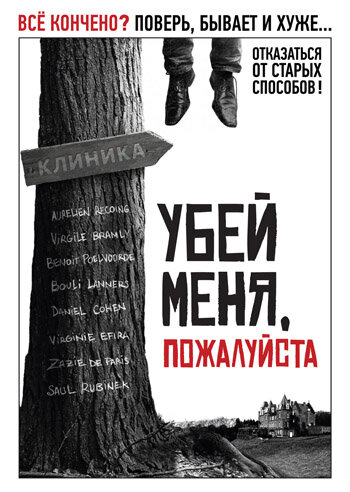 ВСЁ КОНЧЕНО? ПОВЕРЬ, БЫВАЕТ И ХУЖЕ...
ОТКАЗАТЬСЯ
ОТ СТАРЫХ
СПОСОБОВ!
КЛИНИКА
AURELIEN RECOING
VIRGILE BRAMLY
BENOIT POELVOORDE
BOULI LANNERS
DANIEL COHEN
VIRGINIE EFIRA
ZAZIE DE PARIS
SAUL RUBINEK
УБЕЙ
МЕНЯ,
ПОЖАЛУЙСТА